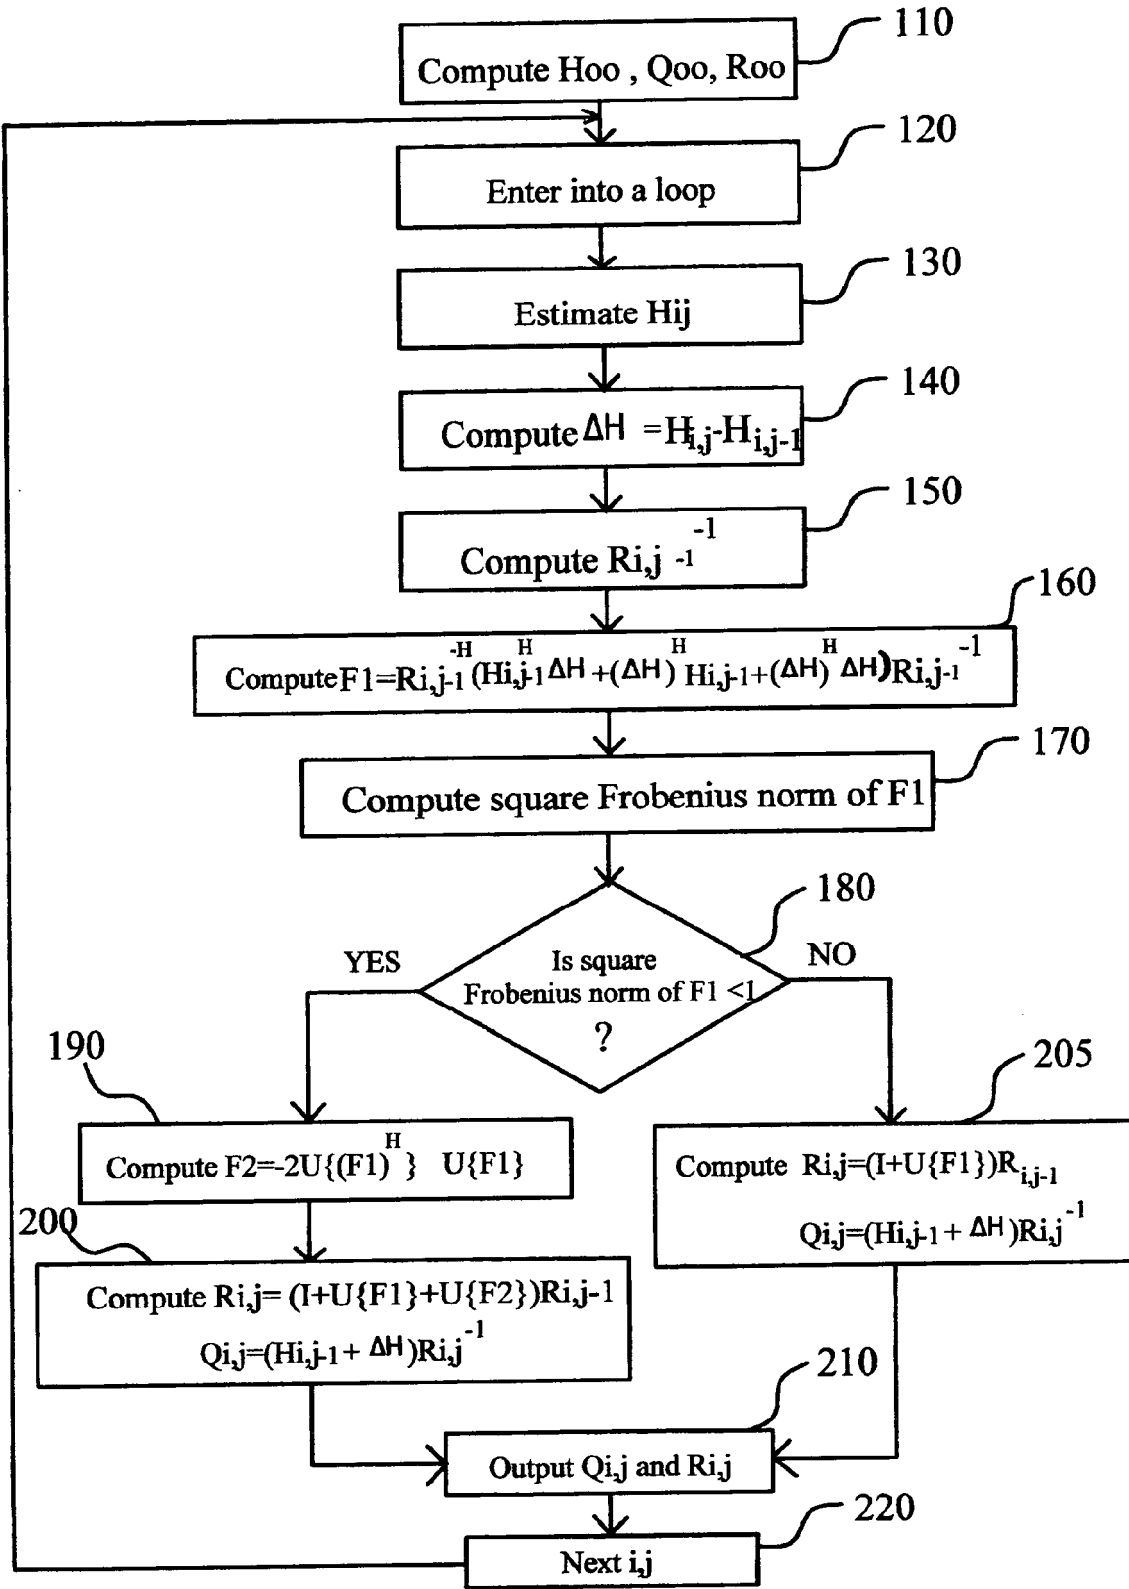 110
Compute Hoo , Qoo, Roo
120
Enter into a loop
130
Estimate Hij
140
Compute ΔH =Hi,j-Hi,j-1
150
Compute Ri,j -1^-1
160
Compute F1=Ri,j-1^-H (Hi,j-1^H ΔH +(ΔH)^H Hi,j-1+(ΔH)^H ΔH)Ri,j-1^-1
170
Compute square Frobenius norm of F1
180
YES
NO
Is square
Frobenius norm of F1 <1
?
190
205
Compute F2=-2U{(F1)^H } U{F1}
Compute Ri,j=(I+U{F1})Ri,j-1
Qi,j=(Hi,j-1+ ΔH)Ri,j^-1
200
Compute Ri,j= (I+U{F1}+U{F2})Ri,j-1
Qi,j=(Hi,j-1+ ΔH)Ri,j^-1
210
Output Qi,j and Ri,j
220
Next i,j